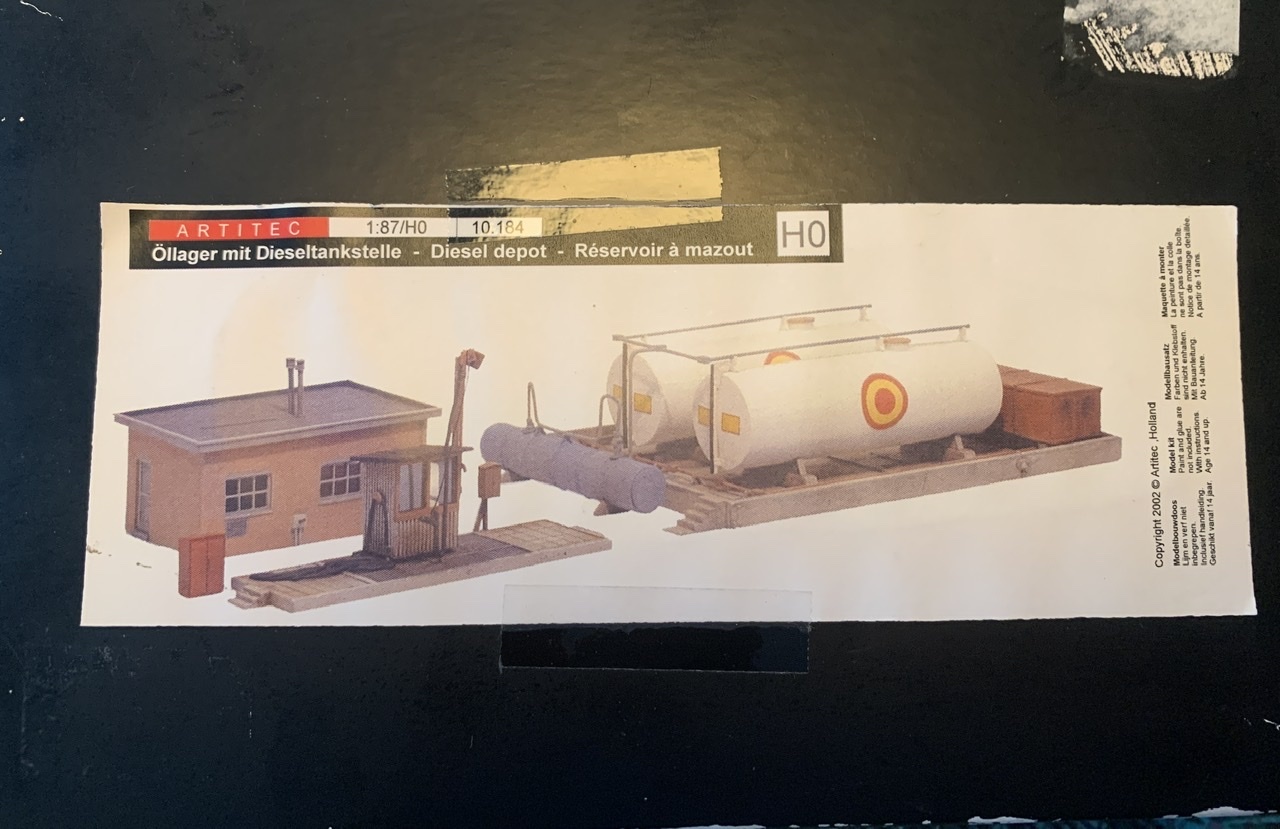 ARTITEC 1:87/H0 10.184
Öllager mit Dieseltankstelle - Diesel depot - Réservoir à mazout
H0
Copyright 2002 © Artitec ,Holland
Modelbouwdoos
Lijm en verf niet
inbegrepen.
Inclusief handleiding.
Geschikt vanaf 14 jaar.
Model kit
Paint and glue are
not included.
With instructions.
Age 14 and up.
Modellbausatz
Farben und Klebstoff
sind nicht enhalten.
Mit Bauanleitung.
Ab 14 Jahre.
Maquette à monter
La peinture et la colle
ne sont pas dans la boîte.
Notice de montage detaillée.
A partir de 14 ans.